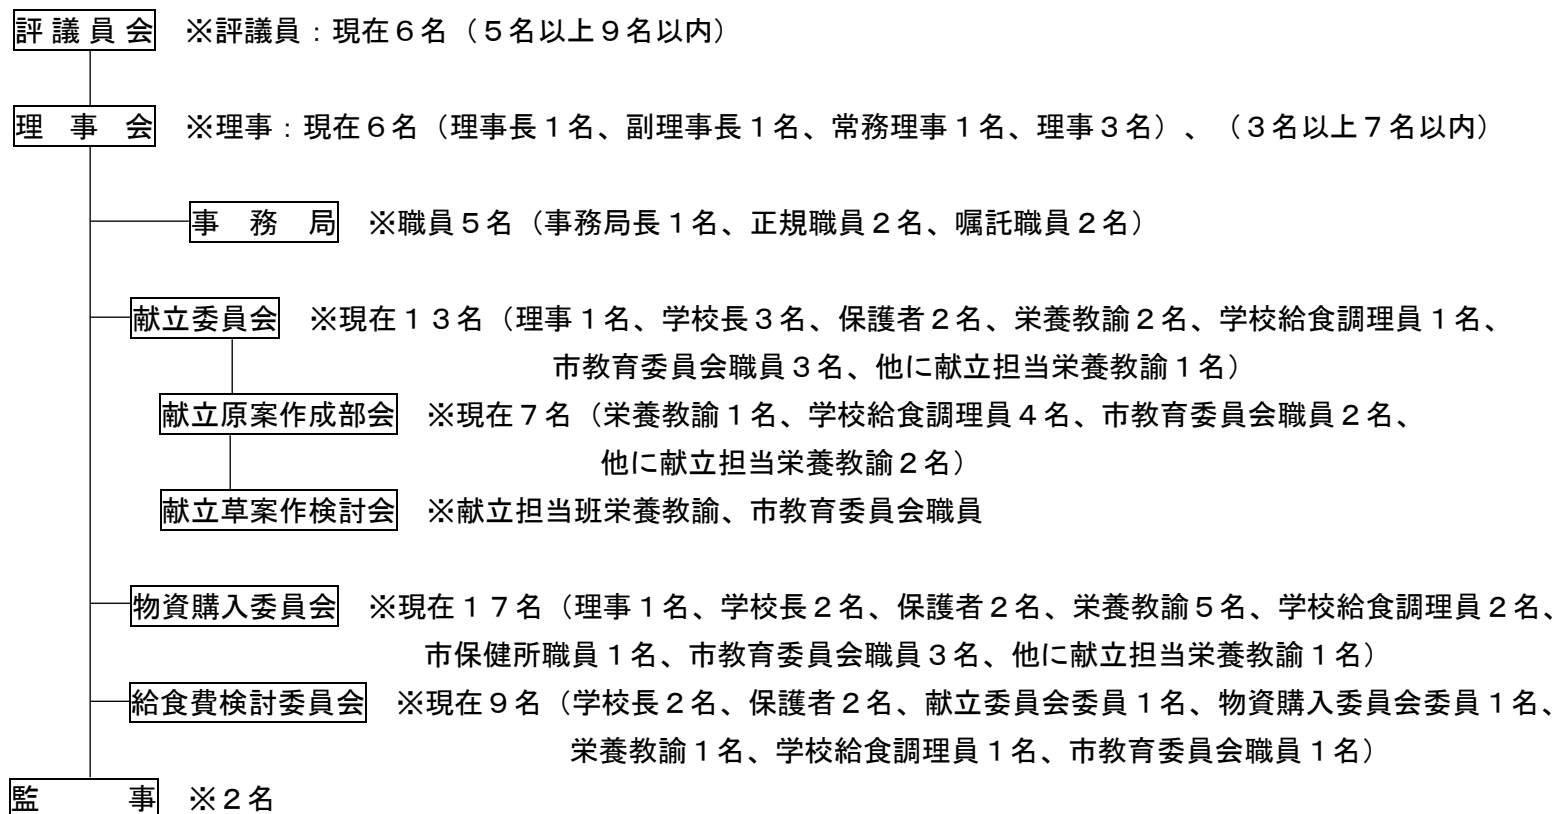 評議員会 ※評議員：現在６名（５名以上９名以内）
理事会 ※理事：現在６名（理事長１名、副理事長１名、常務理事１名、理事３名）、（３名以上７名以内）
事務局 ※職員５名（事務局長１名、正規職員２名、嘱託職員２名）
献立委員会 ※現在１３名（理事１名、学校長３名、保護者２名、栄養教諭２名、学校給食調理員１名、
市教育委員会職員３名、他に献立担当栄養教諭１名）
献立原案作成部会 ※現在７名（栄養教諭１名、学校給食調理員４名、市教育委員会職員２名、
他に献立担当栄養教諭２名）
献立草案作検討会 ※献立担当班栄養教諭、市教育委員会職員
物資購入委員会 ※現在１７名（理事１名、学校長２名、保護者２名、栄養教諭５名、学校給食調理員２名、
市保健所職員１名、市教育委員会職員３名、他に献立担当栄養教諭１名）
給食費検討委員会 ※現在９名（学校長２名、保護者２名、献立委員会委員１名、物資購入委員会委員１名、
栄養教諭１名、学校給食調理員１名、市教育委員会職員１名）
監事 ※２名